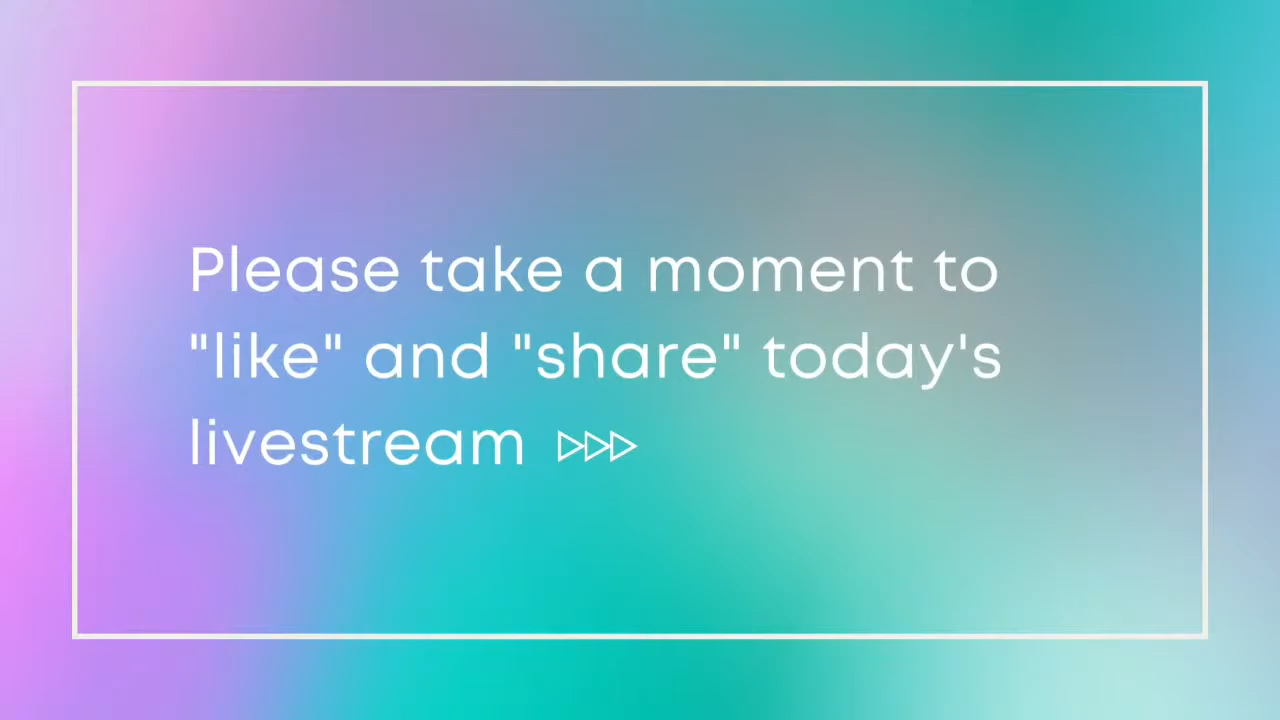 Please take a moment to
"like" and "share" today's
livestream ▷▷▷